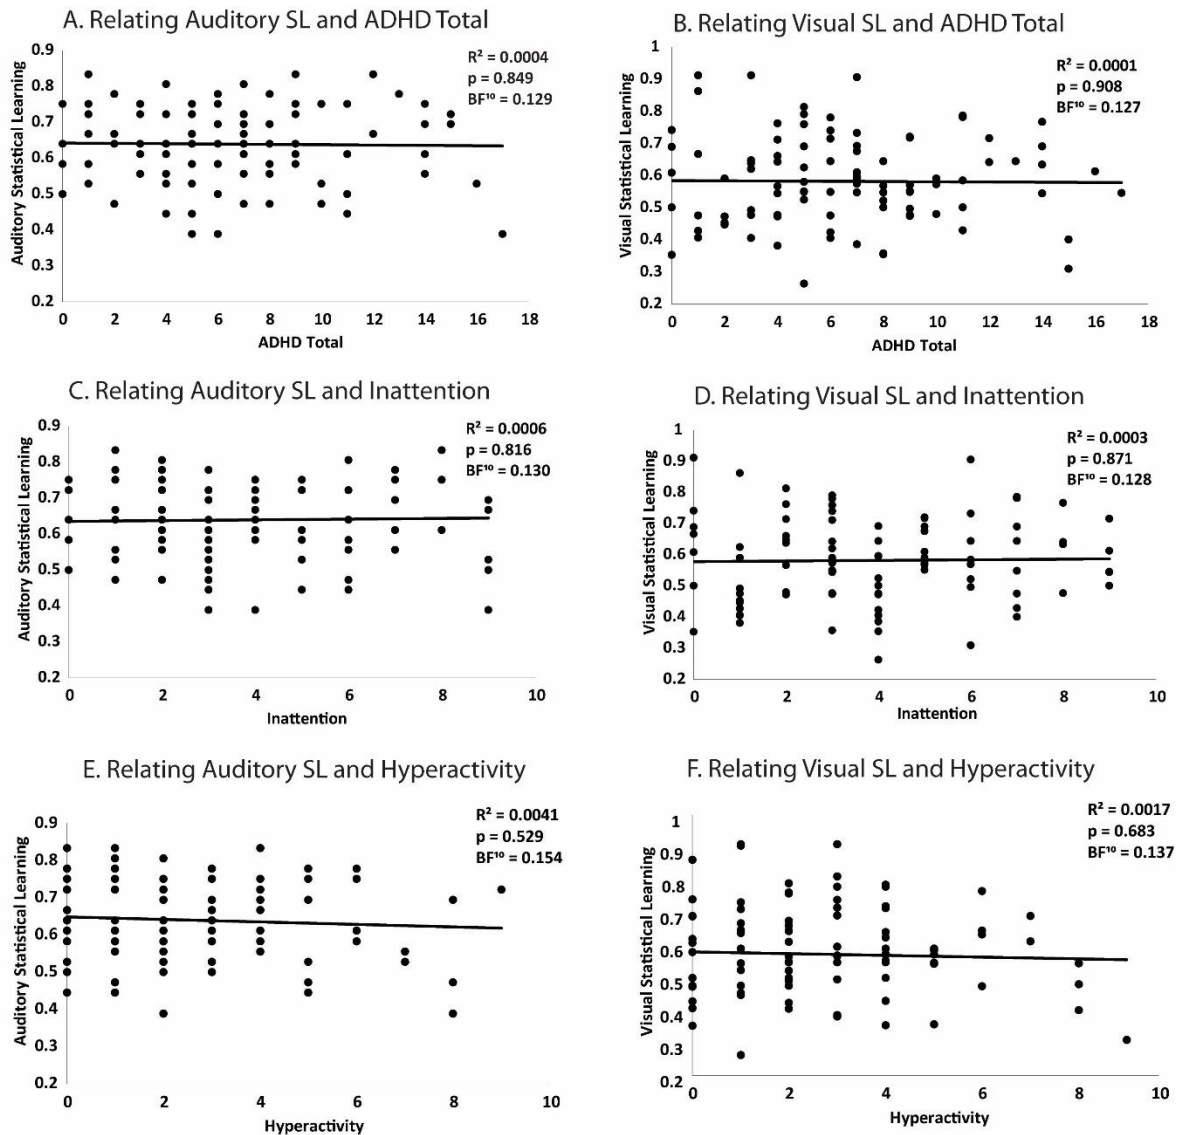 A. Relating Auditory SL and ADHD Total
R² = 0.0004
p = 0.849
BF¹⁰ = 0.129
Auditory Statistical Learning
0.9
0.8
0.7
0.6
0.5
0.4
0.3
0.2
0 2 4 6 8 10 12 14 16 18
ADHD Total
B. Relating Visual SL and ADHD Total
R² = 0.0001
p = 0.908
BF¹⁰ = 0.127
Visual Statistical Learning
1
0.9
0.8
0.7
0.6
0.5
0.4
0.3
0.2
0 2 4 6 8 10 12 14 16 18
ADHD Total
C. Relating Auditory SL and Inattention
R² = 0.0006
p = 0.816
BF¹⁰ = 0.130
Auditory Statistical Learning
0.9
0.8
0.7
0.6
0.5
0.4
0.3
0.2
0 2 4 6 8 10
Inattention
D. Relating Visual SL and Inattention
R² = 0.0003
p = 0.871
BF¹⁰ = 0.128
Visual Statistical Learning
1
0.9
0.8
0.7
0.6
0.5
0.4
0.3
0.2
0 2 4 6 8 10
Inattention
E. Relating Auditory SL and Hyperactivity
R² = 0.0041
p = 0.529
BF¹⁰ = 0.154
Auditory Statistical Learning
0.9
0.8
0.7
0.6
0.5
0.4
0.3
0.2
0 2 4 6 8 10
Hyperactivity
F. Relating Visual SL and Hyperactivity
R² = 0.0017
p = 0.683
BF¹⁰ = 0.137
Visual Statistical Learning
1
0.9
0.8
0.7
0.6
0.5
0.4
0.3
0.2
0 2 4 6 8 10
Hyperactivity